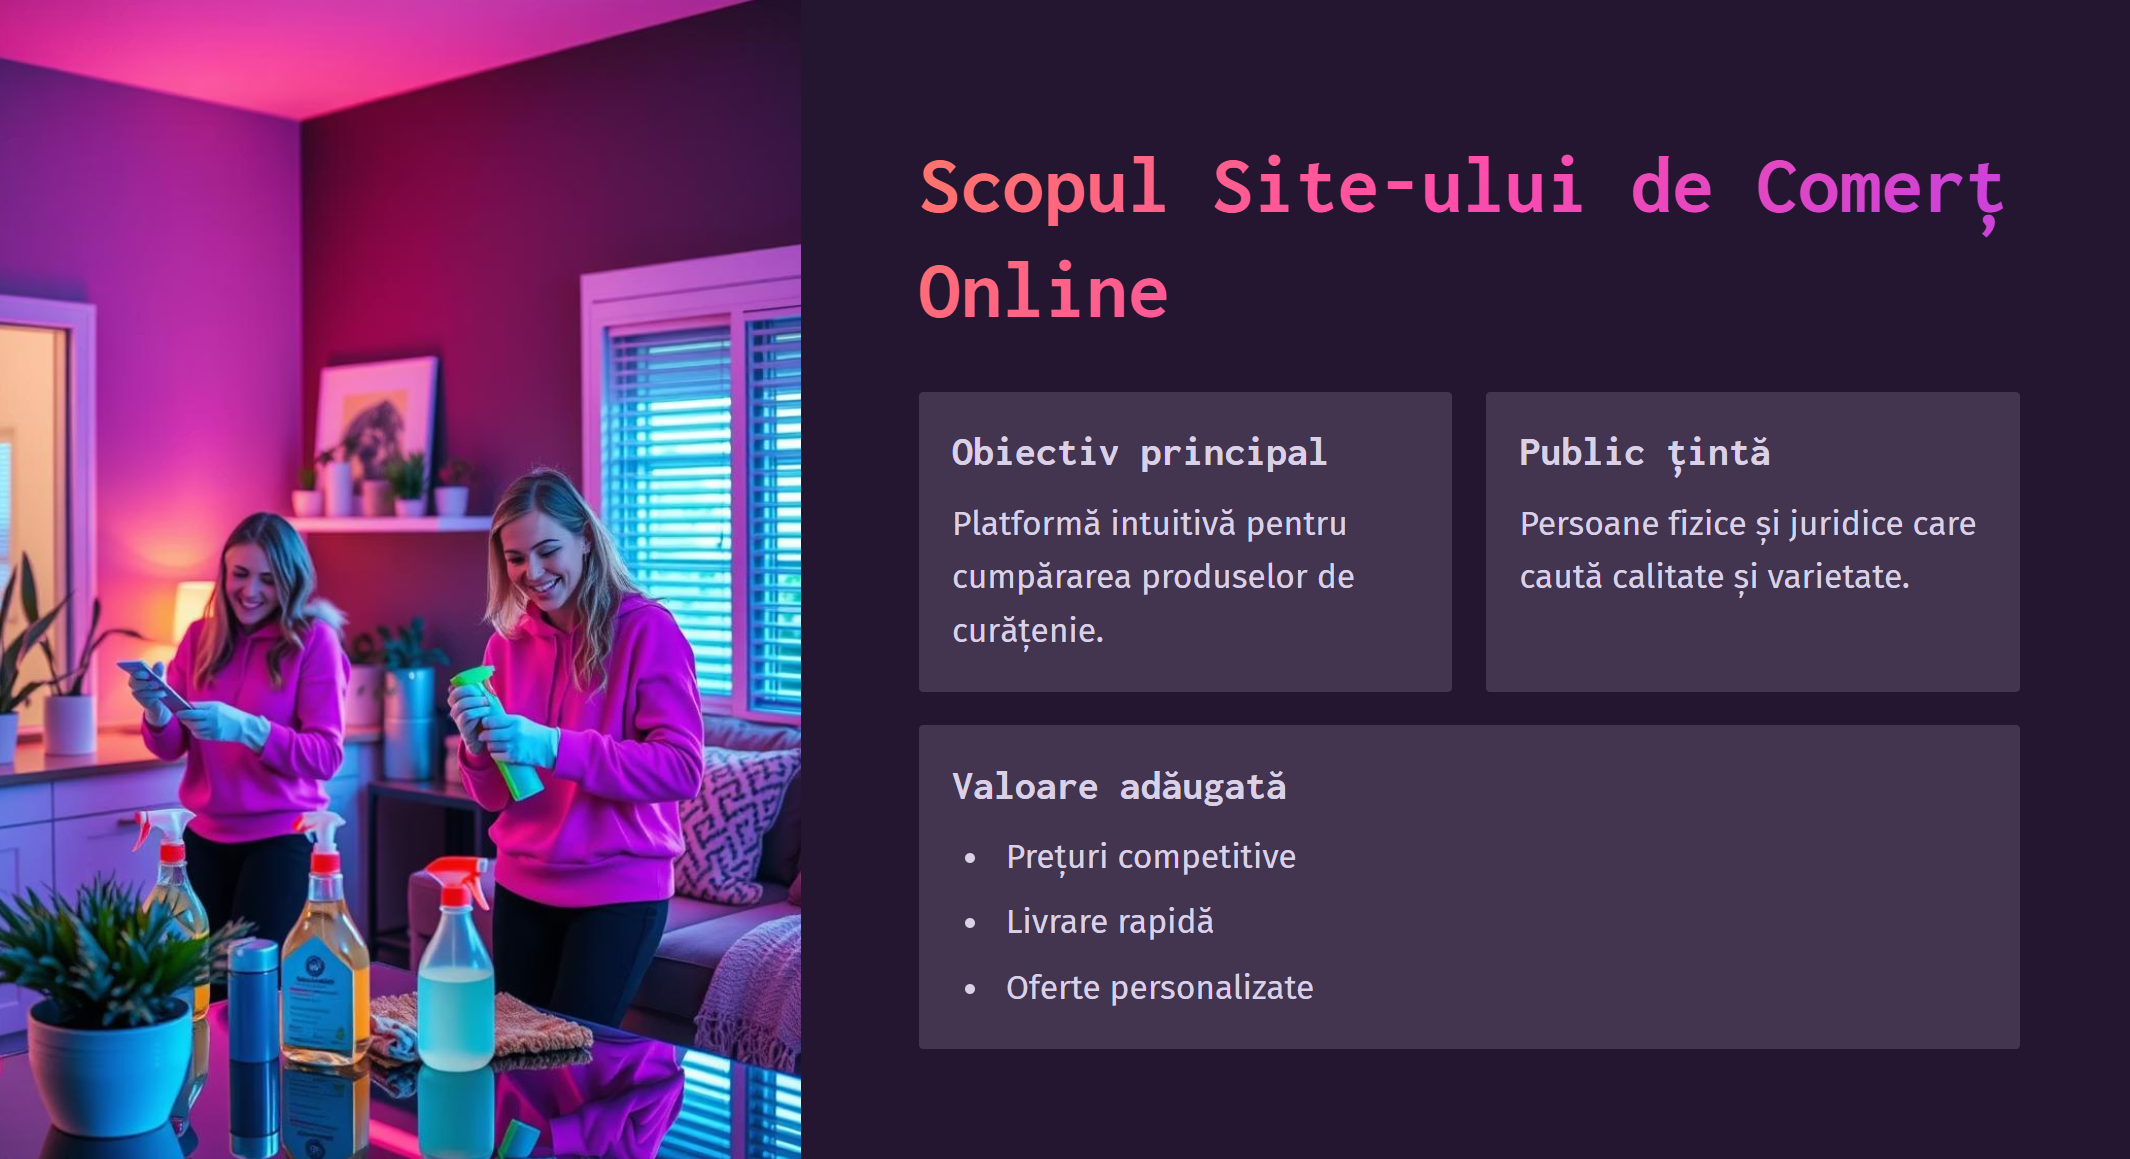 Scopul Site-ului de Comerț
Online
Obiectiv principal
Platformă intuitivă pentru
cumpărarea produselor de
curățenie.
Public țintă
Persoane fizice și juridice care
caută calitate și varietate.
Valoare adăugată
• Prețuri competitive
• Livrare rapidă
• Oferte personalizate